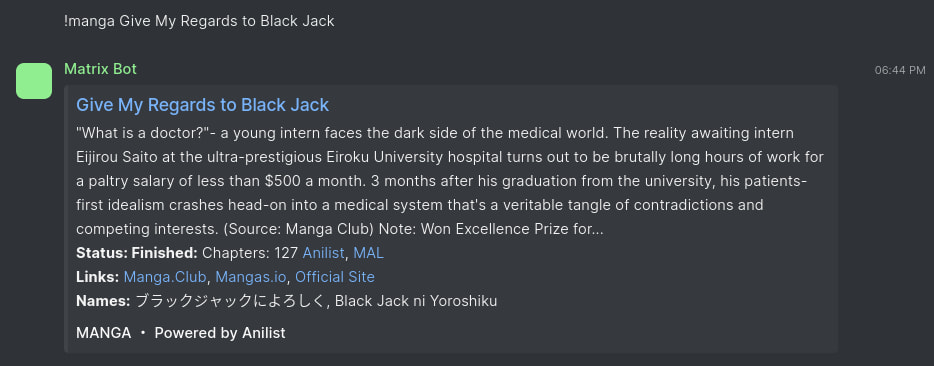 !manga Give My Regards to Black Jack
Matrix Bot
06:44 PM
Give My Regards to Black Jack
"What is a doctor?"- a young intern faces the dark side of the medical world. The reality awaiting intern
Eijirou Saito at the ultra-prestigious Eiroku University hospital turns out to be brutally long hours of work for
a paltry salary of less than $500 a month. 3 months after his graduation from the university, his patients-
first idealism crashes head-on into a medical system that's a veritable tangle of contradictions and
competing interests. (Source: Manga Club) Note: Won Excellence Prize for...
Status: Finished: Chapters: 127 Anilist, MAL
Links: Manga.Club, Mangas.io, Official Site
Names: ブラックジャックによろしく, Black Jack ni Yoroshiku
MANGA • Powered by Anilist